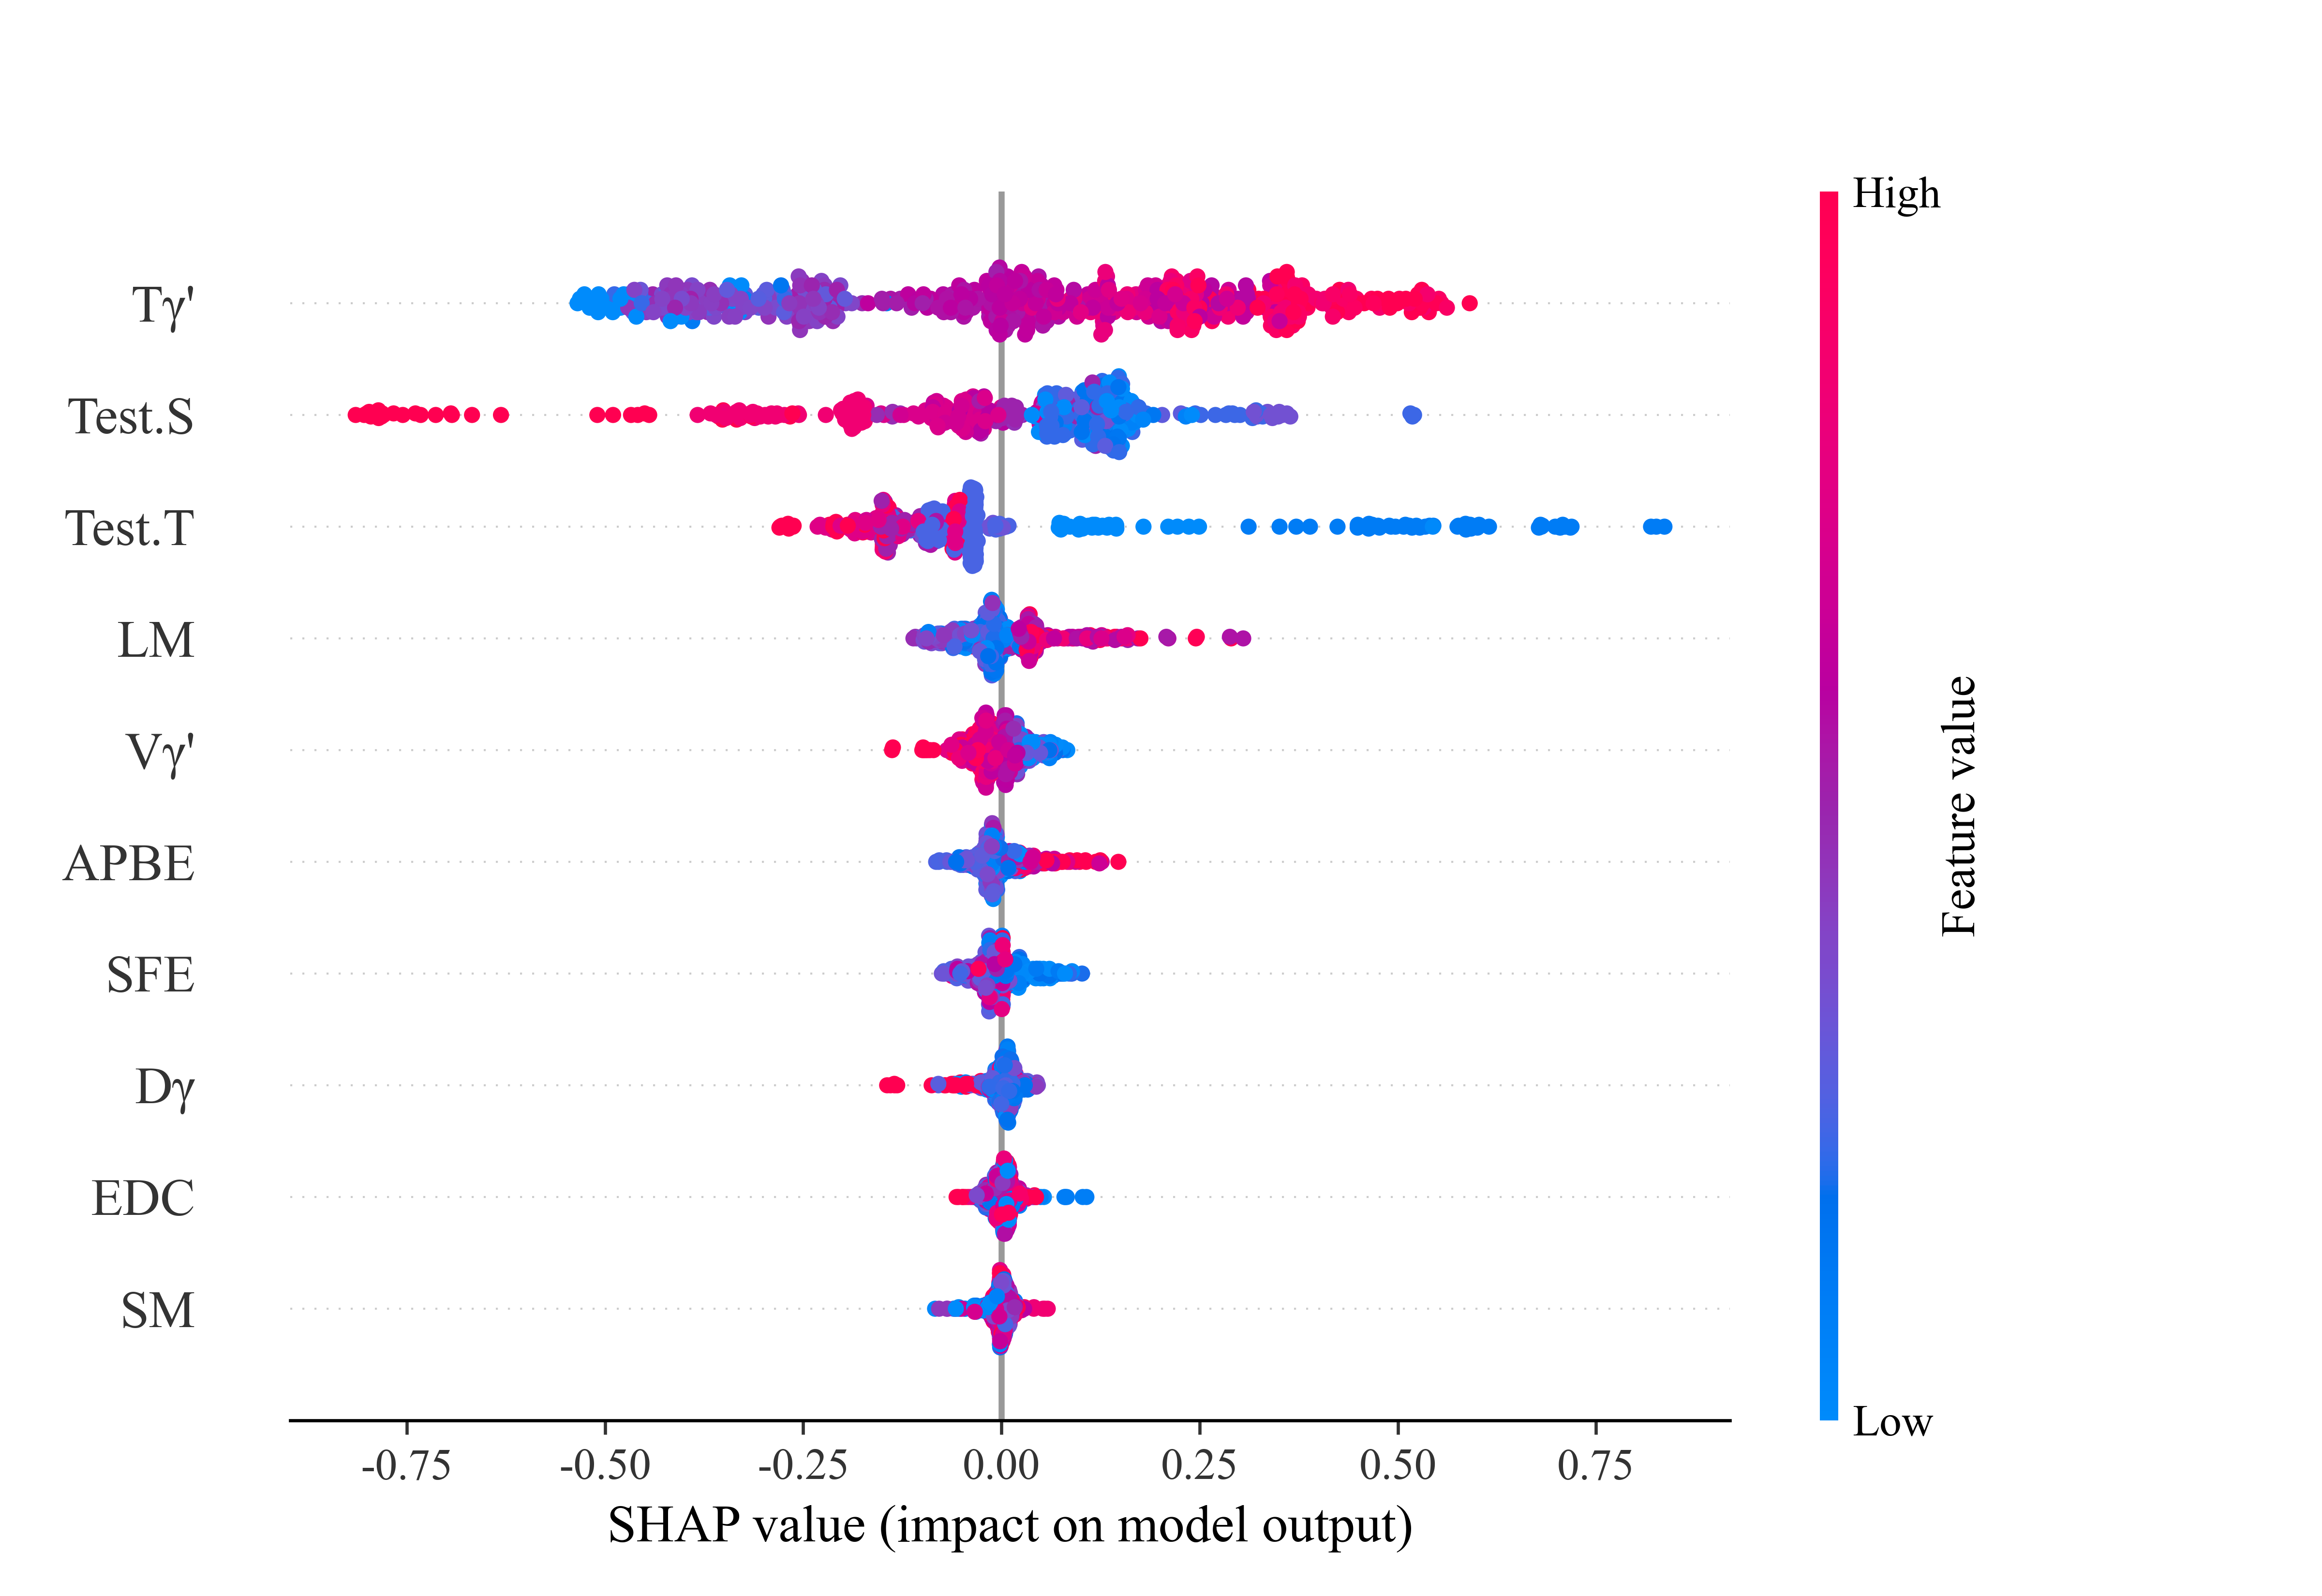 High
Tγ'
Test.S
Test.T
LM
Vγ'
APBE
SFE
Dγ
EDC
SM
Feature value
Low
-0.75 -0.50 -0.25 0.00 0.25 0.50 0.75
SHAP value (impact on model output)